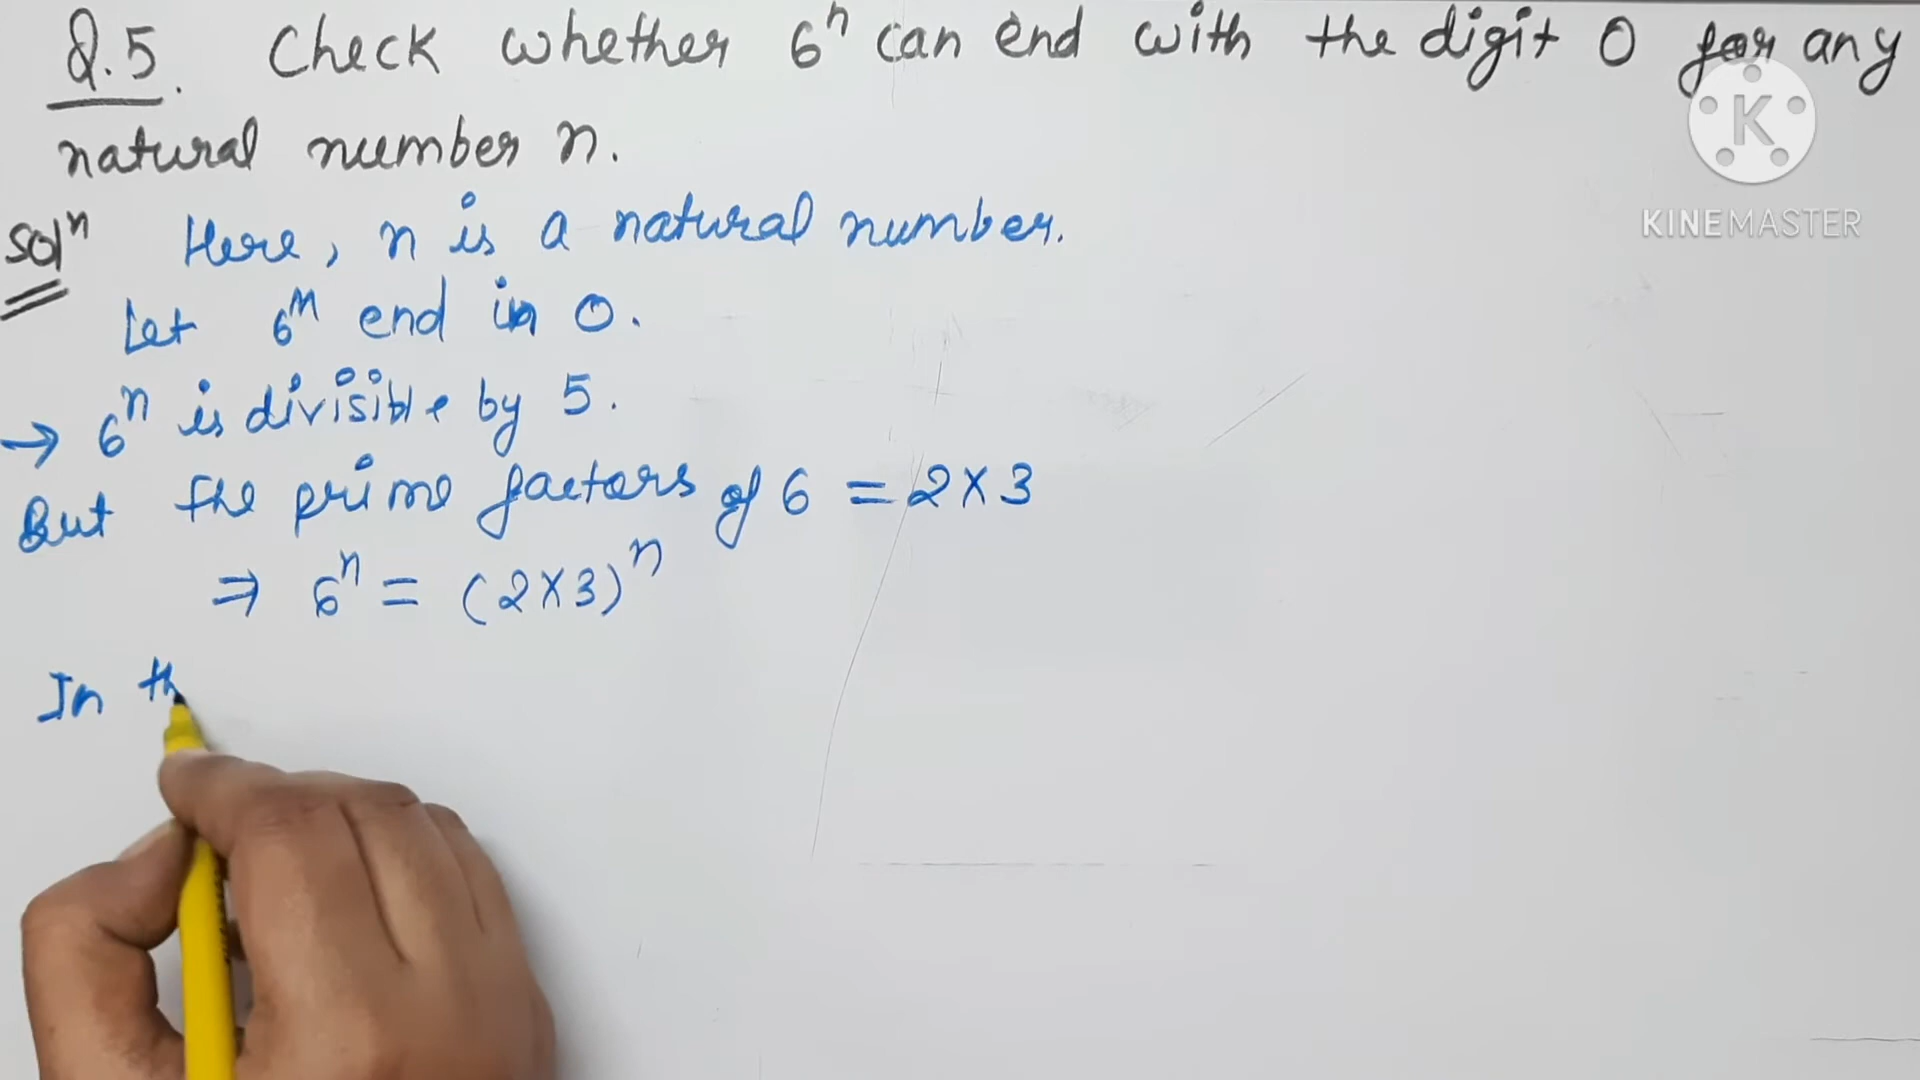 Q.5. Check whether 6ⁿ can end with the digit 0 for any
natural number n.
Solⁿ Here, n is a natural number.
Let 6ⁿ end in 0.
→ 6ⁿ is divisible by 5.
But the prime factors of 6 = 2×3
⇒ 6ⁿ = (2×3)ⁿ
In th
K
KINEMASTER